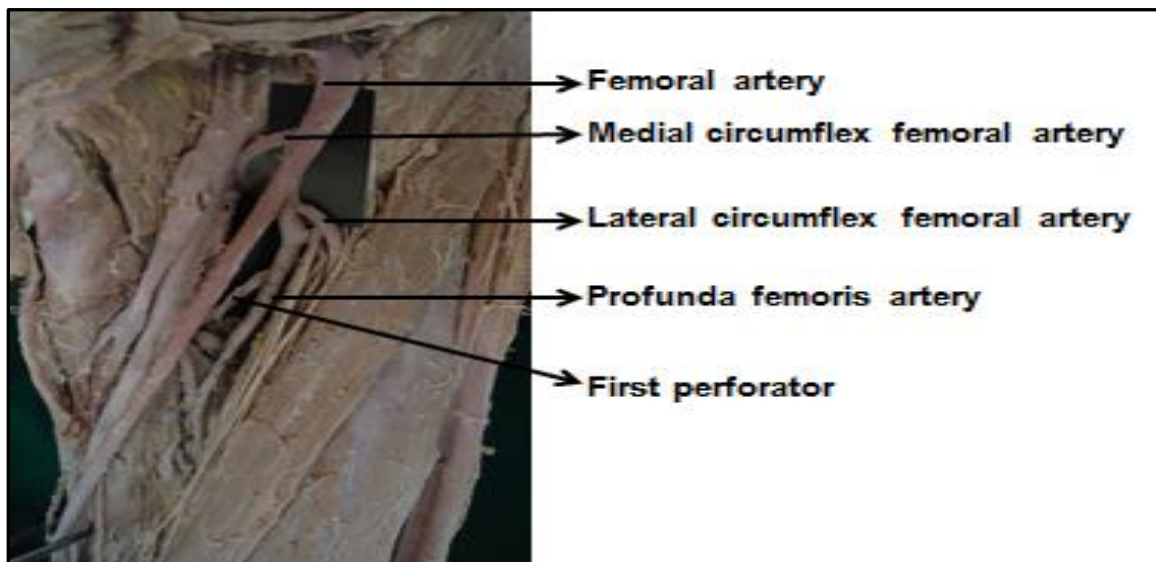 Femoral artery
Medial circumflex femoral artery
Lateral circumflex femoral artery
Profunda femoris artery
First perforator